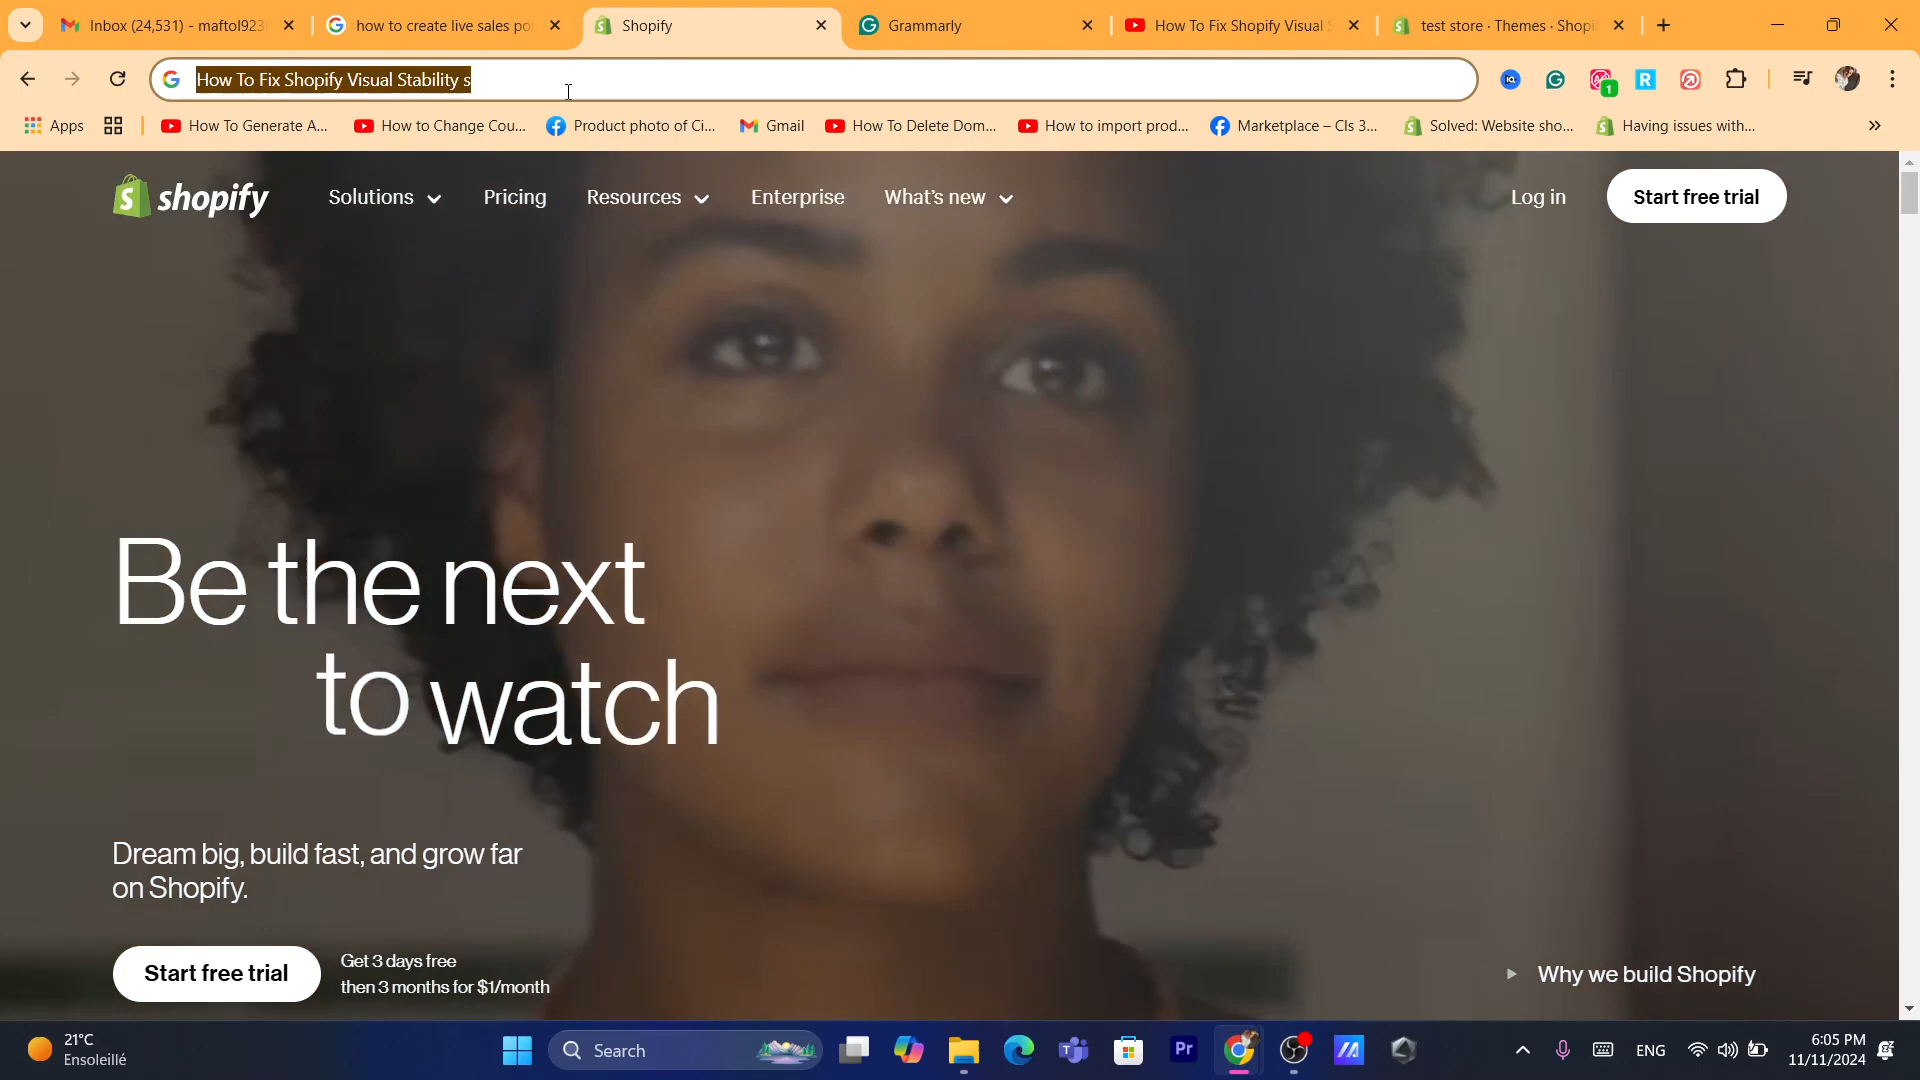 Inbox (24,531) - maftol923
how to create live sales po
Shopify
Grammarly
How To Fix Shopify Visual S
test store · Themes · Shopi
How To Fix Shopify Visual Stability s
1
Apps
How To Generate A...
How to Change Cou...
Product photo of Ci...
Gmail
How To Delete Dom...
How to import prod...
Marketplace – Cls 3...
Solved: Website sho...
Having issues with...
shopify
Solutions
Pricing
Resources
Enterprise
What's new
Log in
Start free trial
Be the next
to watch
Dream big, build fast, and grow far
on Shopify.
Start free trial
Get 3 days free
then 3 months for $1/month
Why we build Shopify
21°C
Ensoleillé
Search
Pr
ENG
6:05 PM
11/11/2024